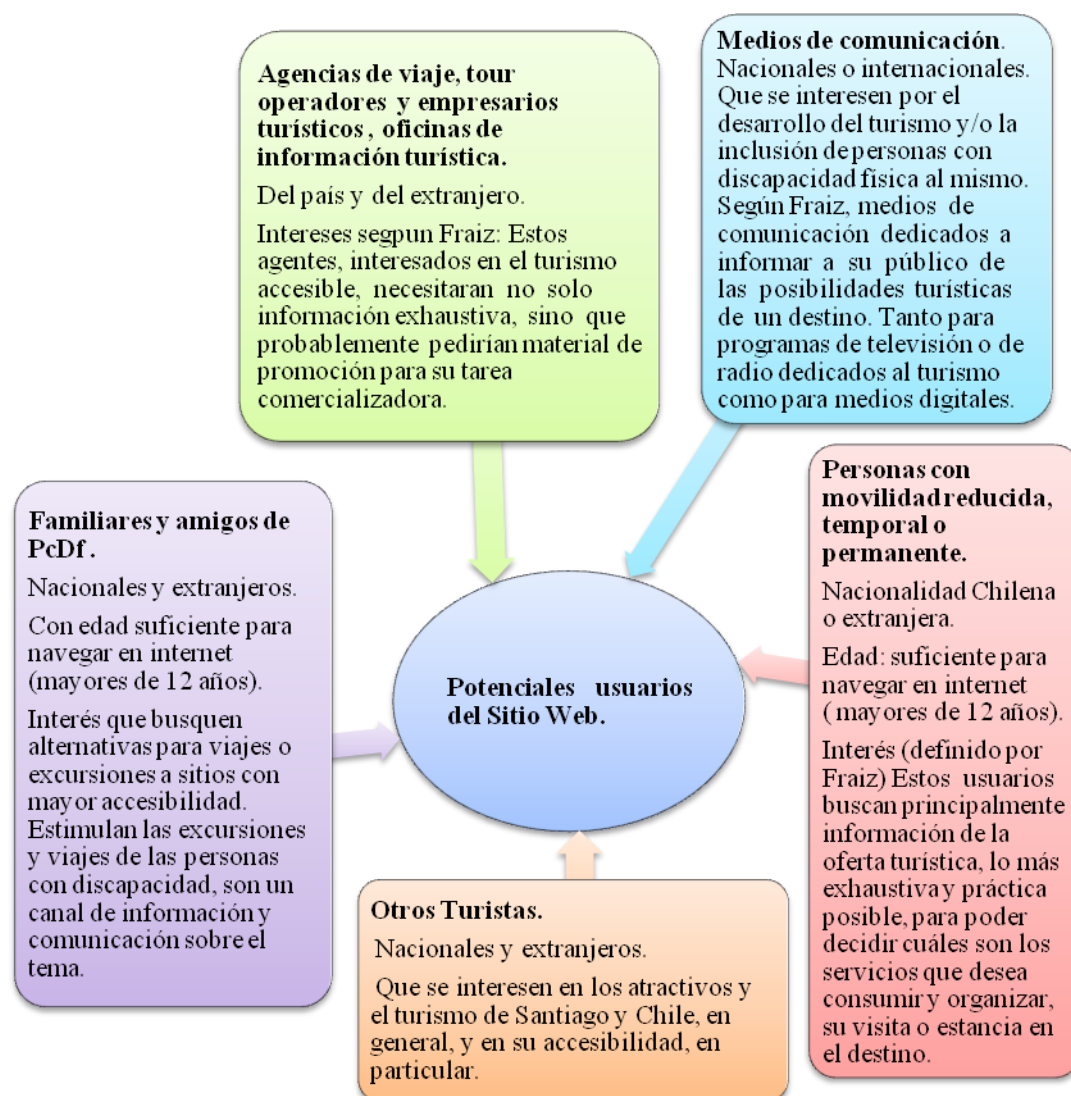 Agencias de viaje, tour
operadores y empresarios
turísticos , oficinas de
información turística.
Del país y del extranjero.
Intereses segpun Fraiz: Estos
agentes, interesados en el turismo
accesible, necesitaran no solo
información exhaustiva, sino que
probablemente pedirían material de
promoción para su tarea
comercializadora.
Medios de comunicación.
Nacionales o internacionales.
Que se interesen por el
desarrollo del turismo y/o la
inclusión de personas con
discapacidad física al mismo.
Según Fraiz, medios de
comunicación dedicados a
informar a su público de
las posibilidades turísticas
de un destino. Tanto para
programas de televisión o de
radio dedicados al turismo
como para medios digitales.
Familiares y amigos de
PcDf .
Nacionales y extranjeros.
Con edad suficiente para
navegar en internet
(mayores de 12 años).
Interés que busquen
alternativas para viajes o
excursiones a sitios con
mayor accesibilidad.
Estimulan las excursiones
y viajes de las personas
con discapacidad, son un
canal de información y
comunicación sobre el
tema.
Potenciales usuarios
del Sitio Web.
Personas con
movilidad reducida,
temporal o
permanente.
Nacionalidad Chilena
o extranjera.
Edad: suficiente para
navegar en internet
( mayores de 12 años).
Interés (definido por
Fraiz) Estos usuarios
buscan principalmente
información de la
oferta turística, lo más
exhaustiva y práctica
posible, para poder
decidir cuáles son los
servicios que desea
consumir y organizar,
su visita o estancia en
el destino.
Otros Turistas.
Nacionales y extranjeros.
Que se interesen en los atractivos y
el turismo de Santiago y Chile, en
general, y en su accesibilidad, en
particular.